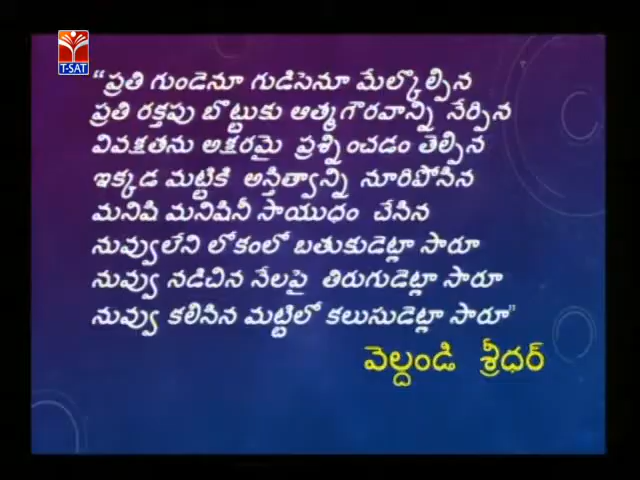 T-SAT
“ప్రతి గుండెనూ గుడిసెనూ మేల్కొల్పిన
ప్రతి రక్తపు బొట్టుకు ఆత్మగౌరవాన్ని నేర్పిన
వివక్షతను అక్షరమై ప్రశ్నించడం తెల్పిన
ఇక్కడ మట్టికి అస్తిత్వాన్ని నూరిపోసిన
మనిషి మనిషినీ సాయుధం చేసిన
నువ్వులేని లోకంలో బతుకుడెట్లా సారూ
నువ్వు నడిచిన నేలపై తిరుగుడెట్లా సారూ
నువ్వు కలిసిన మట్టిలో కలుసుడెట్లా సారూ”
వెల్దండి శ్రీధర్